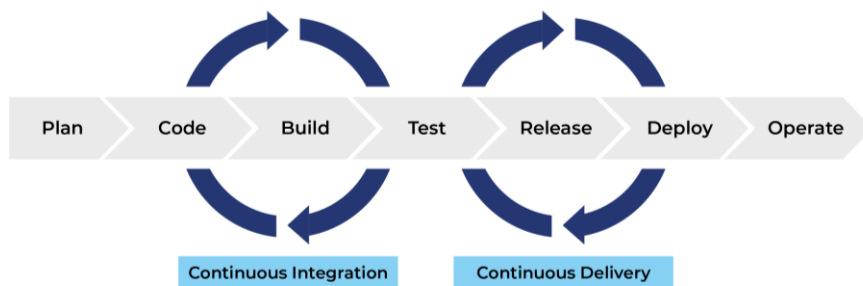 Plan Code Build Test Release Deploy Operate
Continuous Integration Continuous Delivery